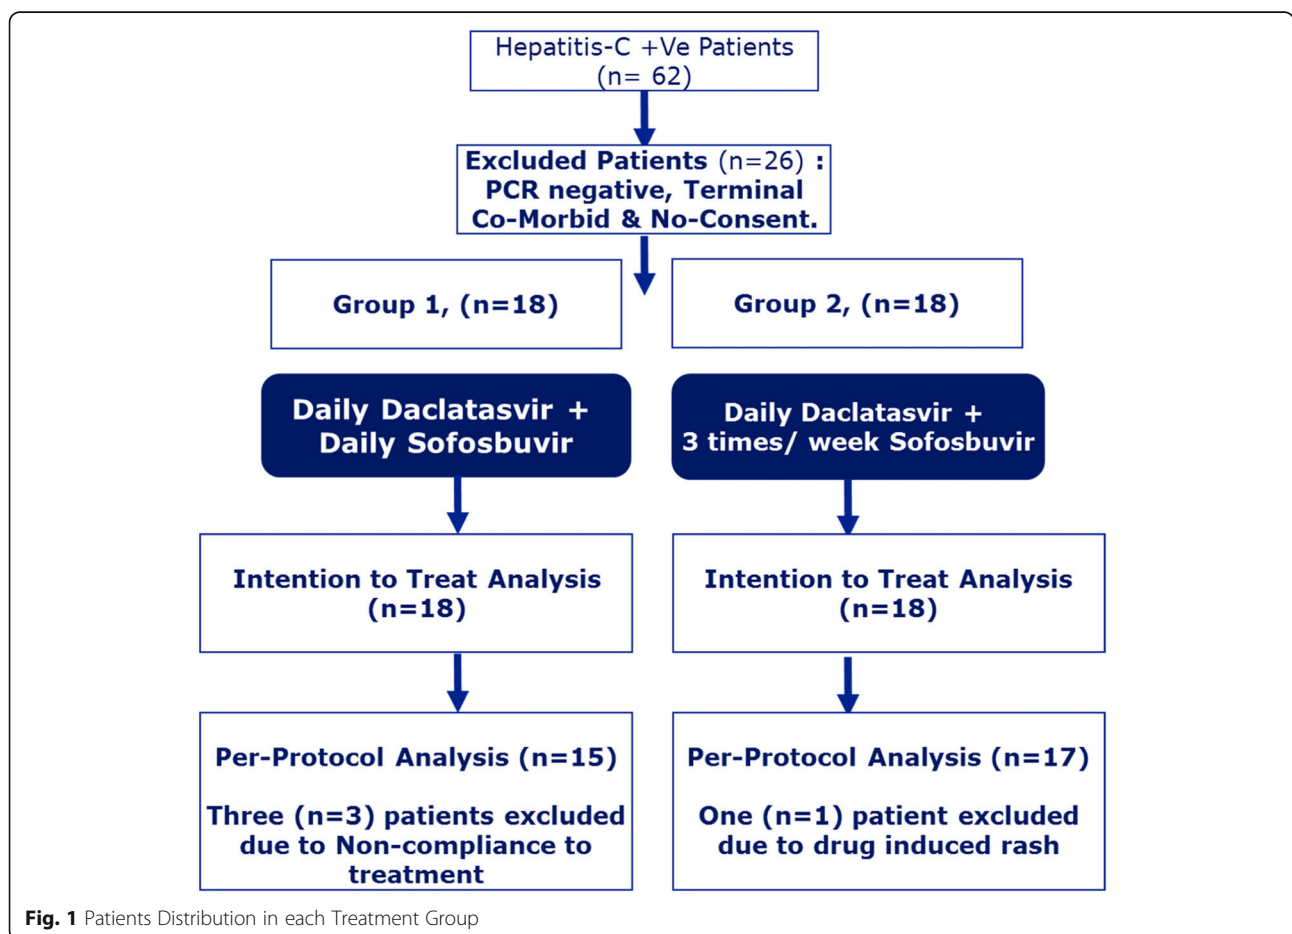 Hepatitis-C +Ve Patients
(n= 62)
Excluded Patients (n=26) :
PCR negative, Terminal
Co-Morbid & No-Consent.
Group 1, (n=18)
Group 2, (n=18)
Daily Daclatasvir +
Daily Sofosbuvir
Daily Daclatasvir +
3 times/ week Sofosbuvir
Intention to Treat Analysis
(n=18)
Intention to Treat Analysis
(n=18)
Per-Protocol Analysis (n=15)
Three (n=3) patients excluded
due to Non-compliance to
treatment
Per-Protocol Analysis (n=17)
One (n=1) patient excluded
due to drug induced rash
Fig. 1 Patients Distribution in each Treatment Group